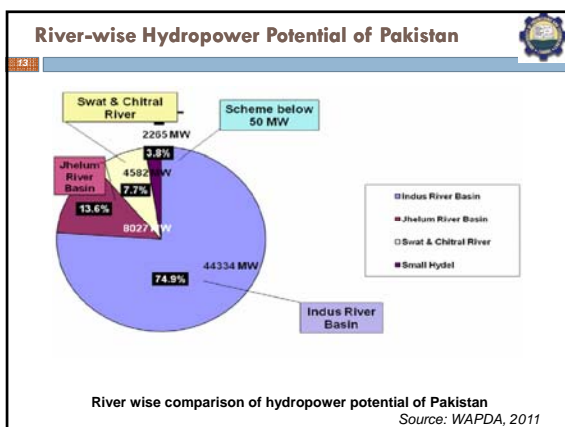 River-wise Hydropower Potential of Pakistan
13
Swat & Chitral
River
Scheme below
50 MW
2265 MW
3.8%
Jhelum
River
Basin
4582 MW
7.7%
13.6%
8027 MW
44334 MW
74.9%
Indus River
Basin
Indus River Basin
Jhelum River Basin
Swat & Chitral River
Small Hydel
River wise comparison of hydropower potential of Pakistan
Source: WAPDA, 2011